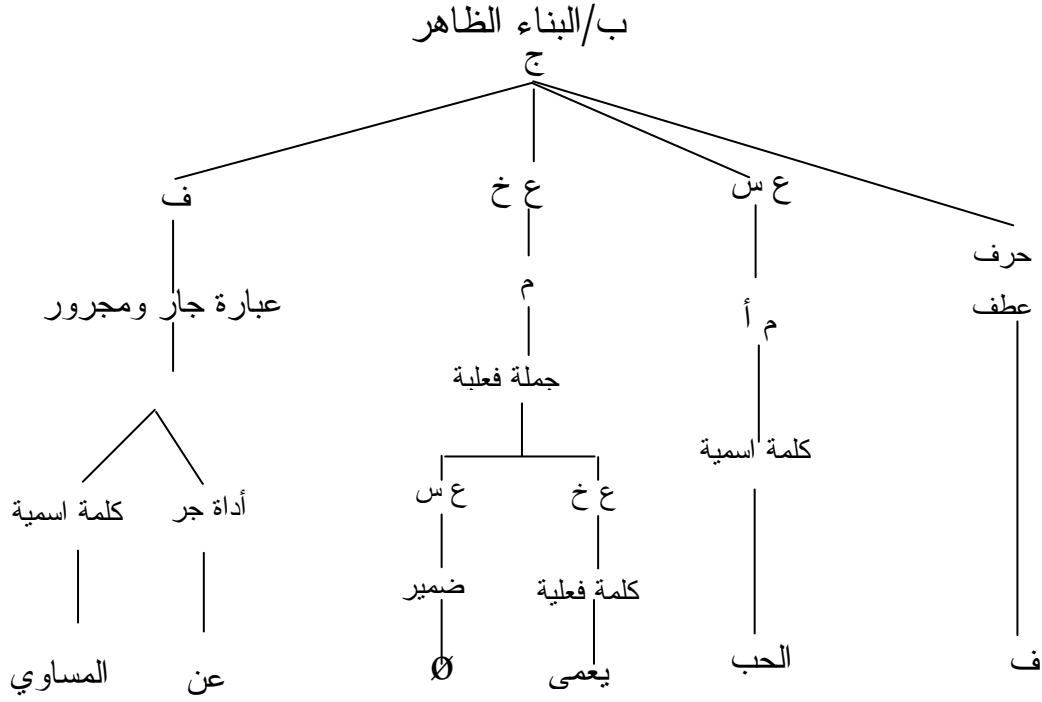 ب/البناء الظاهر
ج
حرف عطف
ع س
ع خ
ف
م أ
م
عبارة جار ومجرور
كلمة اسمية
جملة فعلبة
ع خ
ع س
أداة جر
كلمة اسمية
كلمة فعلية
ضمير
ف
الحب
يعمى
Ø
عن
المساوي